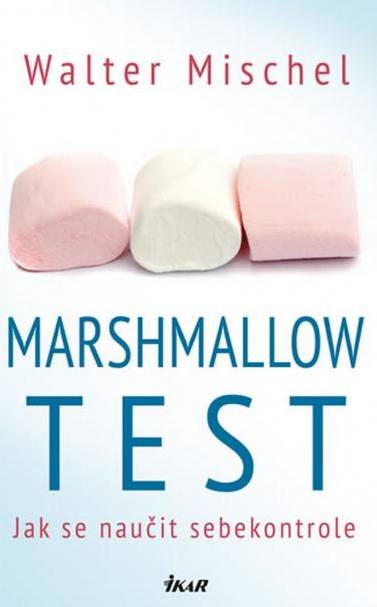 Walter Mischel
MARSHMALLOW
TEST
Jak se naučit sebekontrole
IKAR